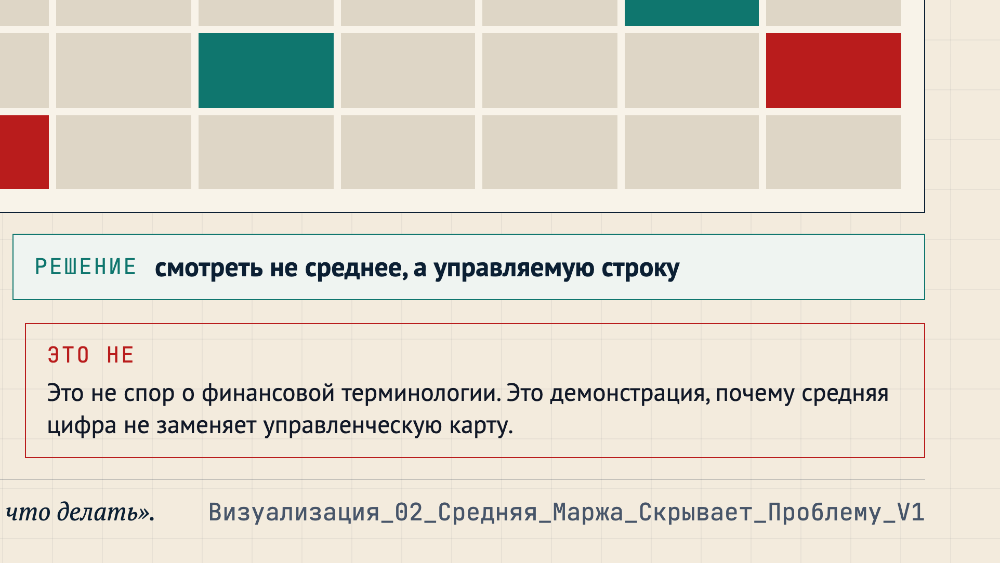 РЕШЕНИЕ смотреть не среднее, а управляемую строку
ЭТО НЕ
Это не спор о финансовой терминологии. Это демонстрация, почему средняя
цифра не заменяет управленческую карту.
что делать». Визуализация_02_Средняя_Маржа_Скрывает_Проблему_V1